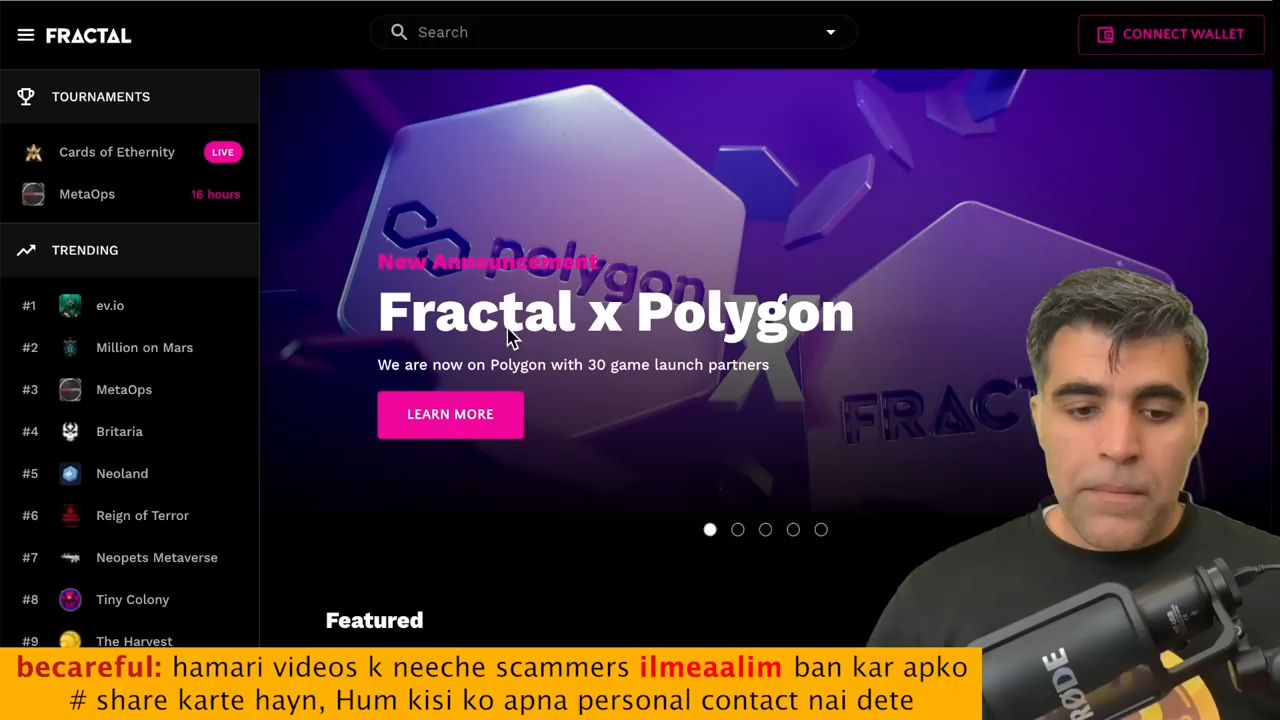 FRACTAL
Search
CONNECT WALLET
TOURNAMENTS
Cards of Ethernity LIVE
MetaOps 16 hours
TRENDING
#1 ev.io
#2 Million on Mars
#3 MetaOps
#4 Britaria
#5 Neoland
#6 Reign of Terror
#7 Neopets Metaverse
#8 Tiny Colony
#9 The Harvest
polygon
New Announcement
Fractal x Polygon
We are now on Polygon with 30 game launch partners
LEARN MORE
X
FRACT
Featured
RØDE
becareful: hamari videos k neeche scammers ilmeaalim ban kar apko
# share karte hayn, Hum kisi ko apna personal contact nai dete